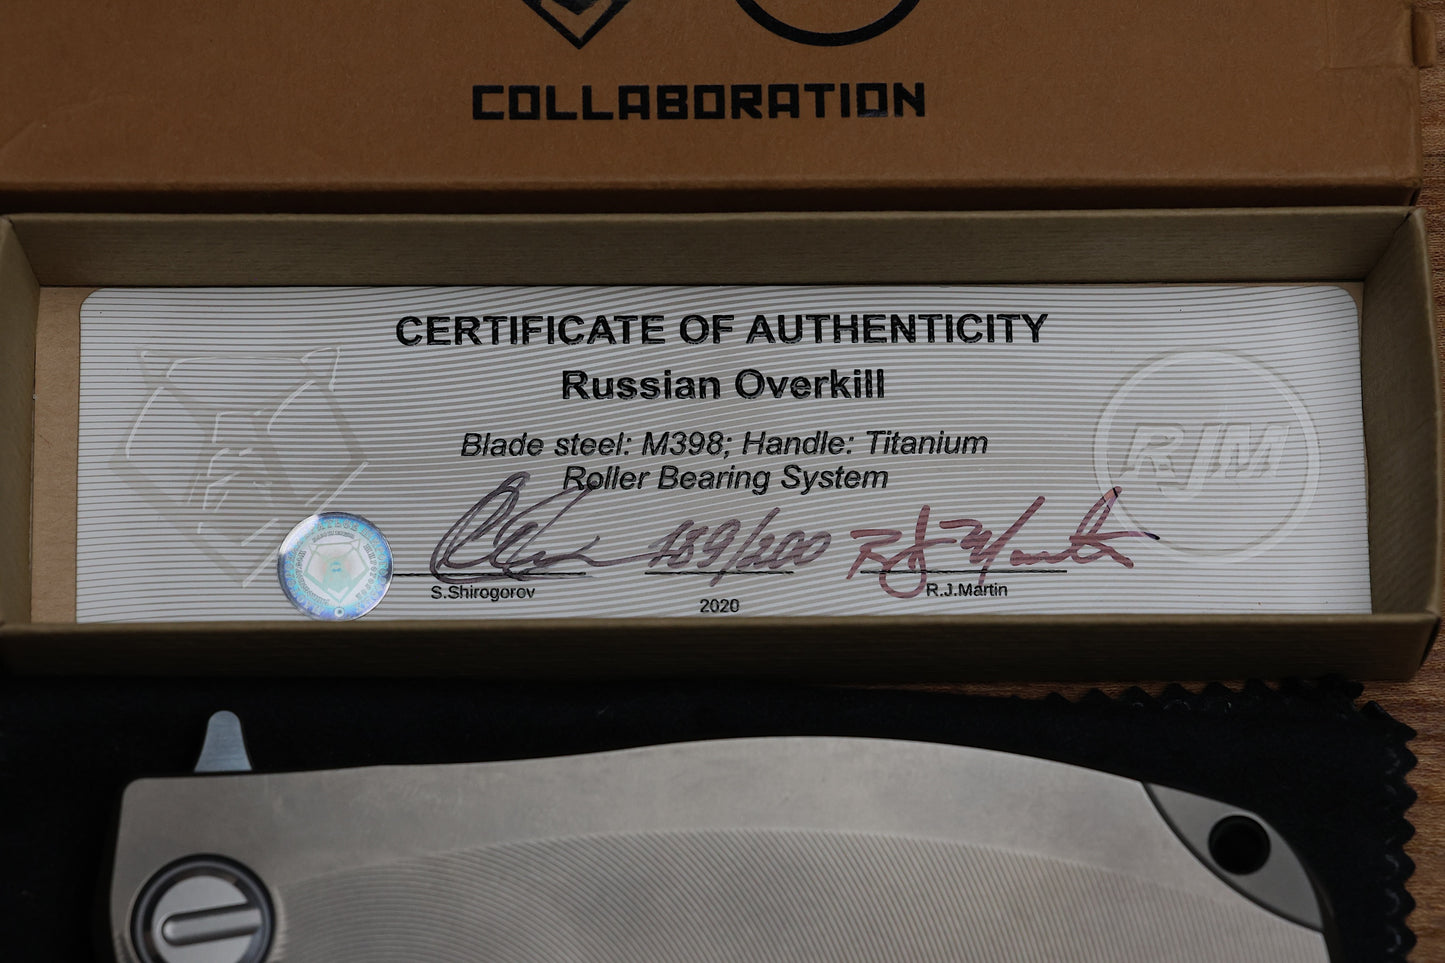 COLLABORATION
CERTIFICATE OF AUTHENTICITY
Russian Overkill
Blade steel: M398; Handle: Titanium
Roller Bearing System
RJM
189/200
R.J. Martin
S.Shirogorov
R.J.Martin
2020